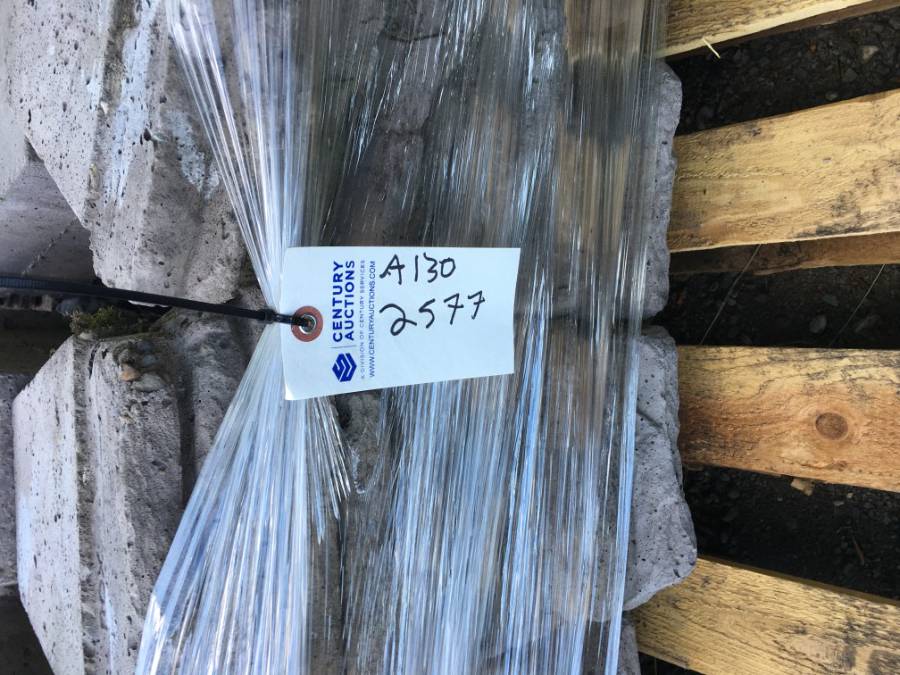 CENTURY
AUCTIONS
A DIVISION OF CENTURY SERVICES
WWW.CENTURYAUCTIONS.COM
A130
2577